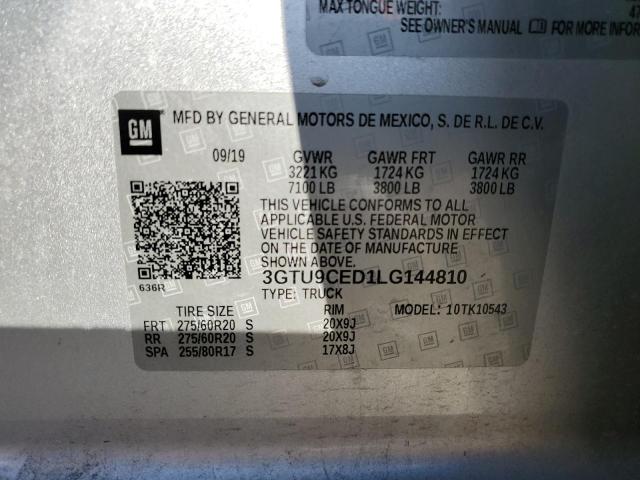 MAX TONGUE WEIGHT:
SEE OWNER'S MANUAL FOR MORE INFOR
GM
MFD BY GENERAL MOTORS DE MEXICO, S. DE R.L. DE C.V.
09/19 GVWR GAWR FRT GAWR RR
3221 KG 1724 KG 1724 KG
7100 LB 3800 LB 3800 LB
THIS VEHICLE CONFORMS TO ALL
APPLICABLE U.S. FEDERAL MOTOR
VEHICLE SAFETY STANDARDS IN EFFECT
ON THE DATE OF MANUFACTURE
SHOWN ABOVE.
636R 3GTU9CED1LG144810
TYPE: TRUCK
TIRE SIZE RIM MODEL: 10TK10543
FRT 275/60R20 S 20X9J
RR 275/60R20 S 20X9J
SPA 255/80R17 S 17X8J